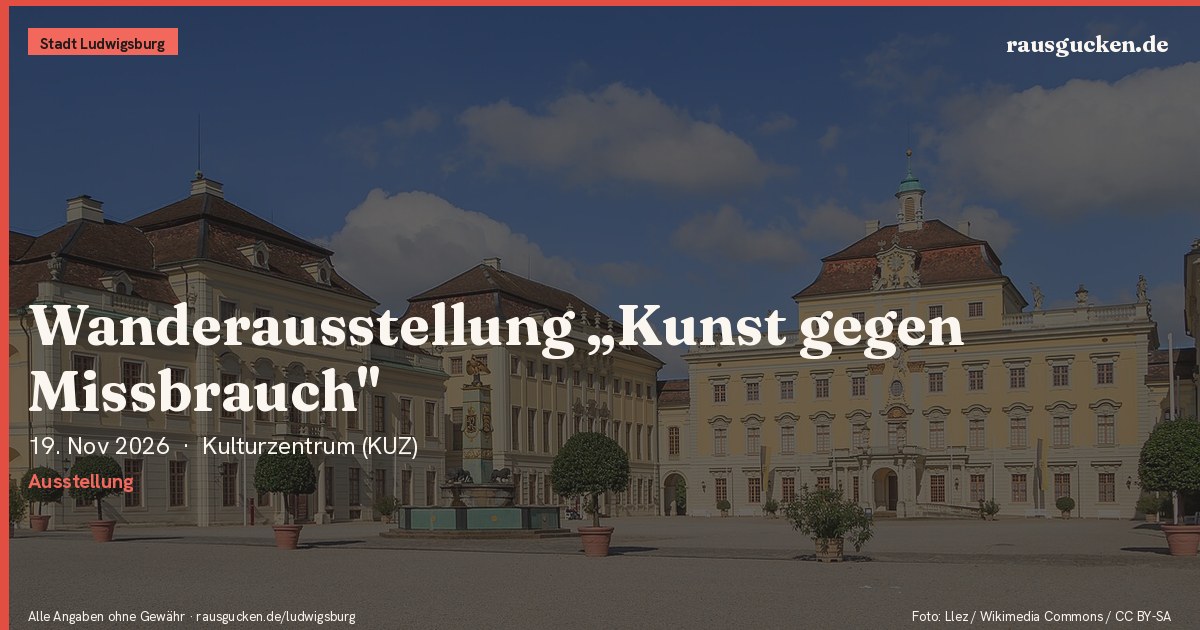 Stadt Ludwigsburg
rausgucken.de
Wanderausstellung „Kunst gegen
Missbrauch"
19. Nov 2026 · Kulturzentrum (KUZ)
Ausstellung
Alle Angaben ohne Gewähr · rausgucken.de/ludwigsburg
Foto: Llez / Wikimedia Commons / CC BY-SA